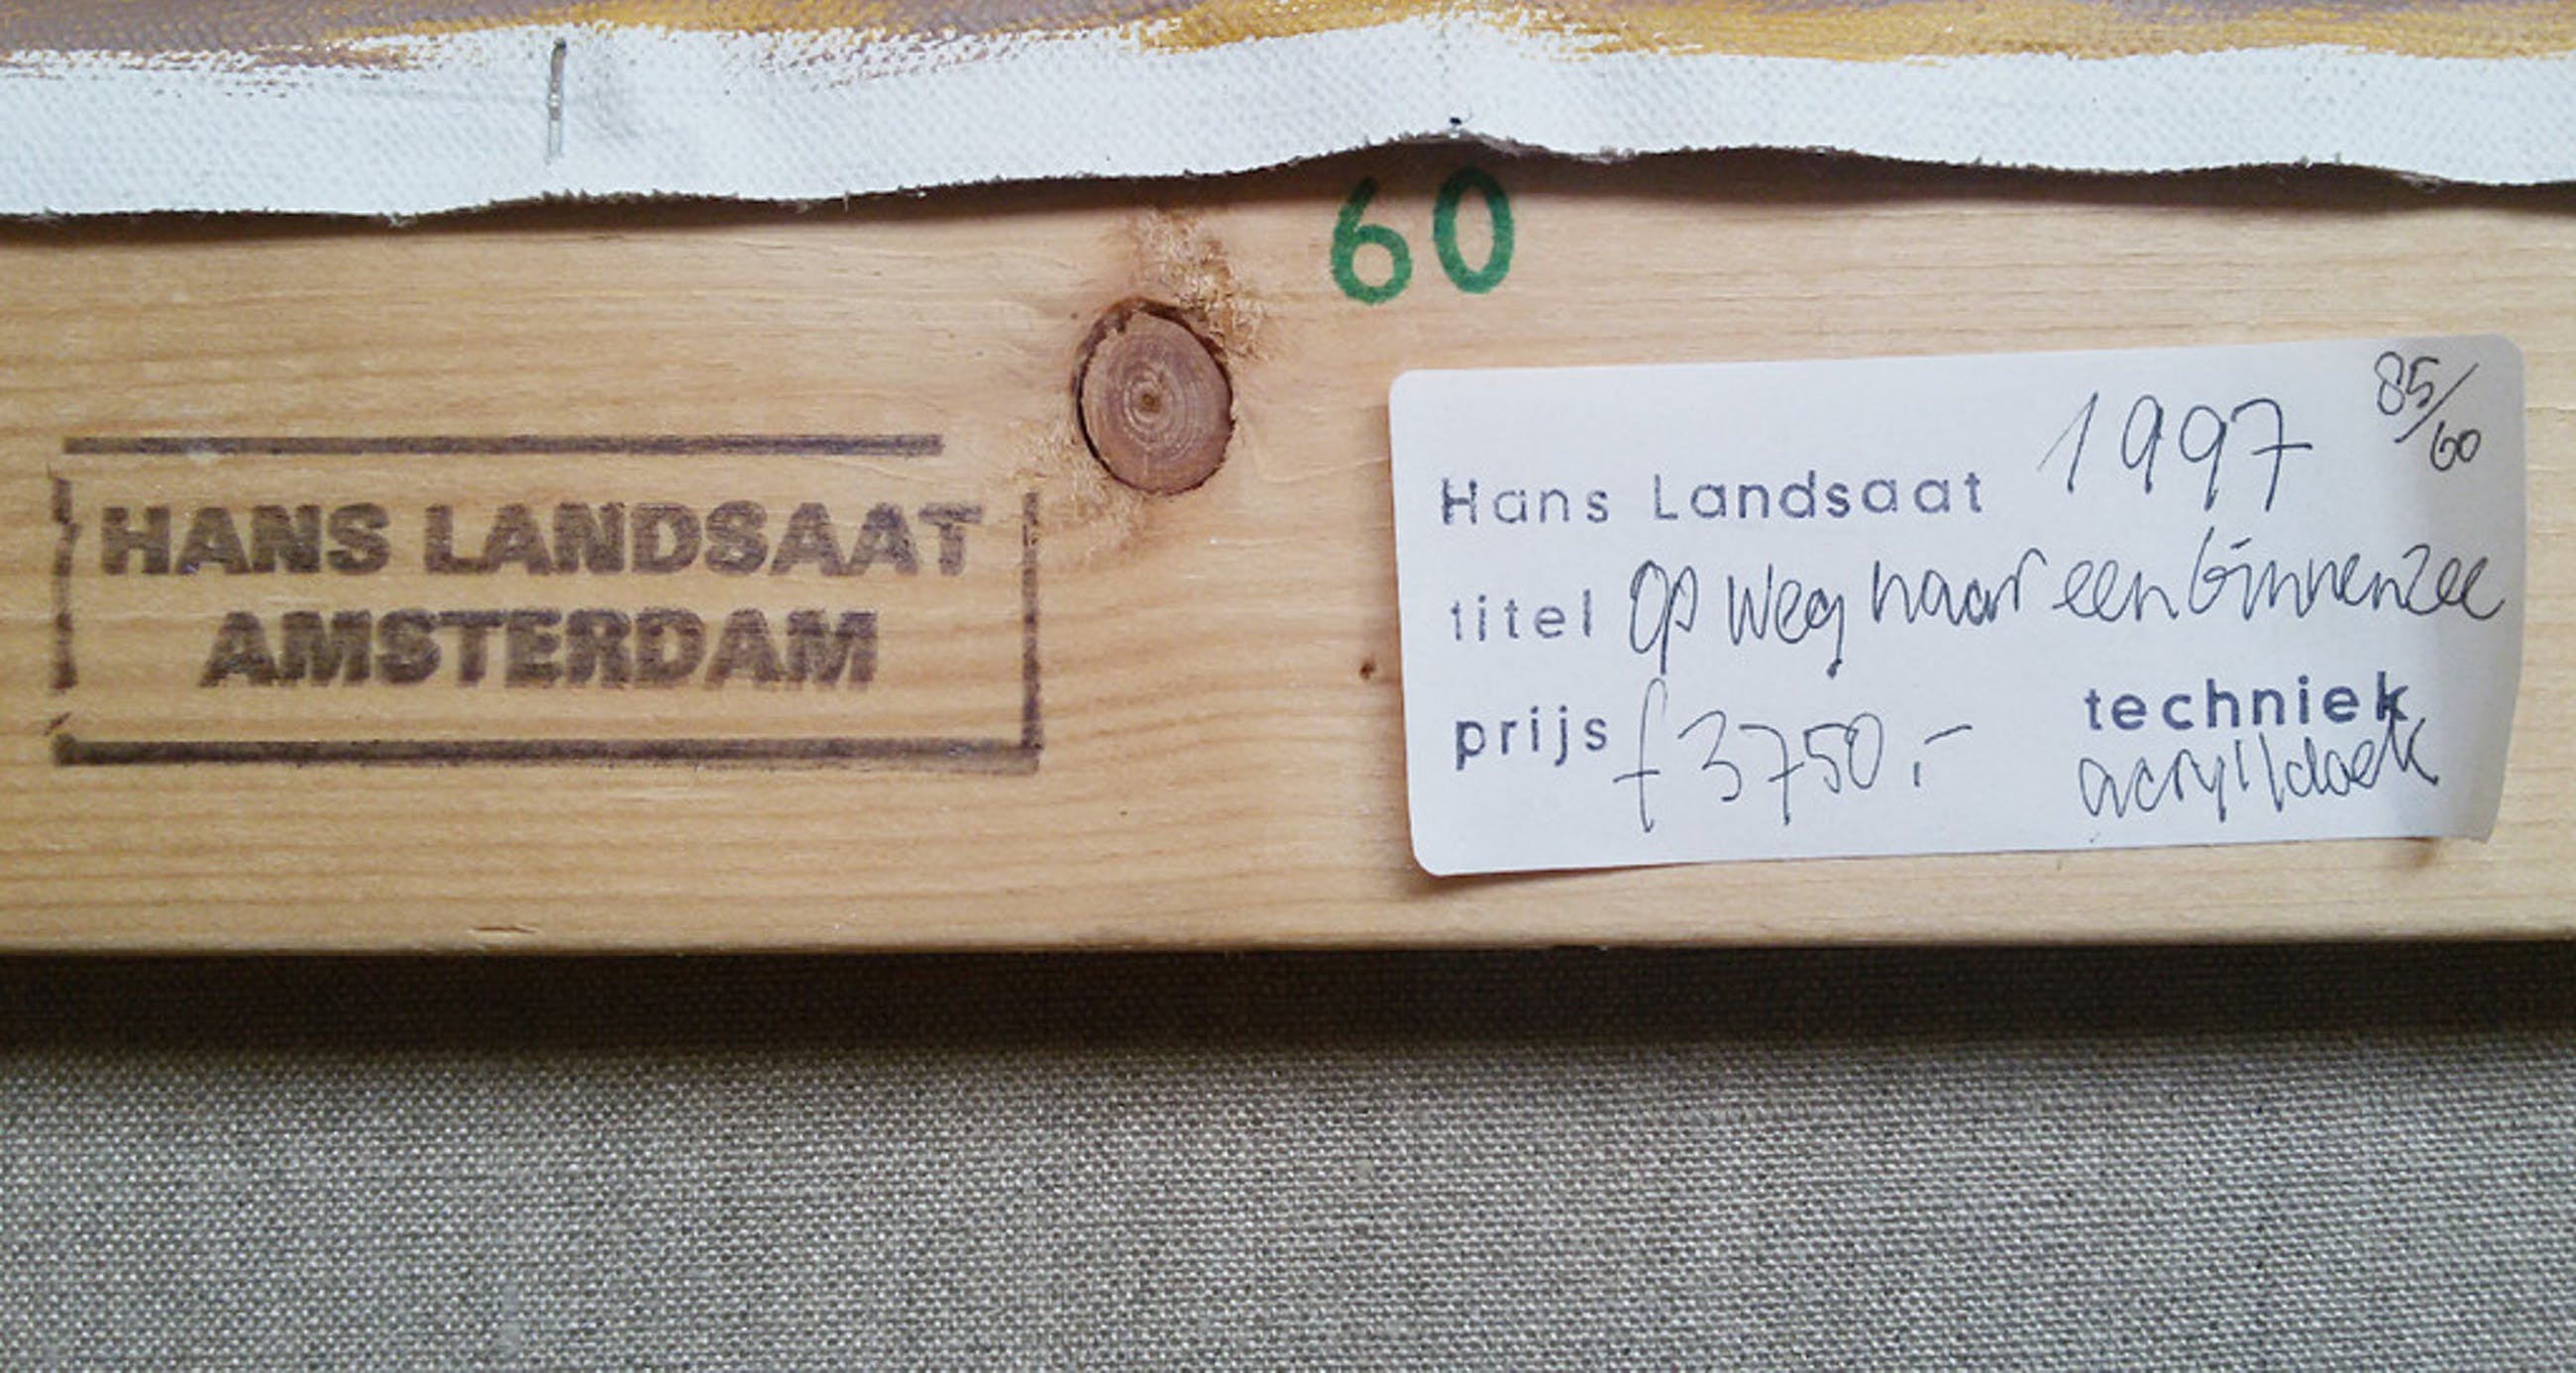 60
HANS LANDSAAT
AMSTERDAM
1997 85/60
Hans Landsaat
titel op weg naar een binnenzee
prijs f 3750,-
techniek
acryl/doek